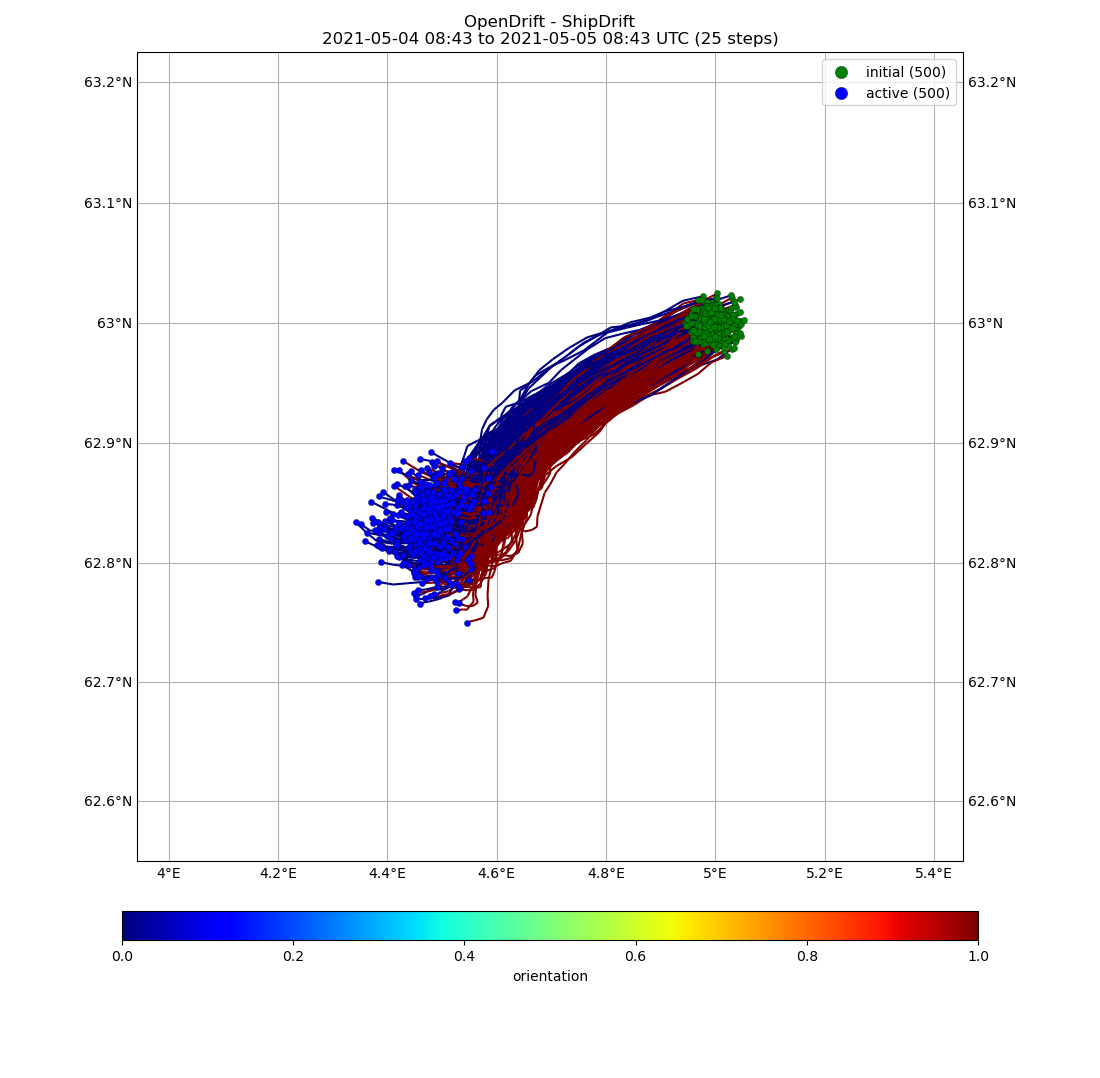 OpenDrift - ShipDrift
2021-05-04 08:43 to 2021-05-05 08:43 UTC (25 steps)
initial (500)
active (500)
63.2°N 63.2°N
63.1°N 63.1°N
63°N 63°N
62.9°N 62.9°N
62.8°N 62.8°N
62.7°N 62.7°N
62.6°N 62.6°N
4°E 4.2°E 4.4°E 4.6°E 4.8°E 5°E 5.2°E 5.4°E
0.0 0.2 0.4 0.6 0.8 1.0
orientation